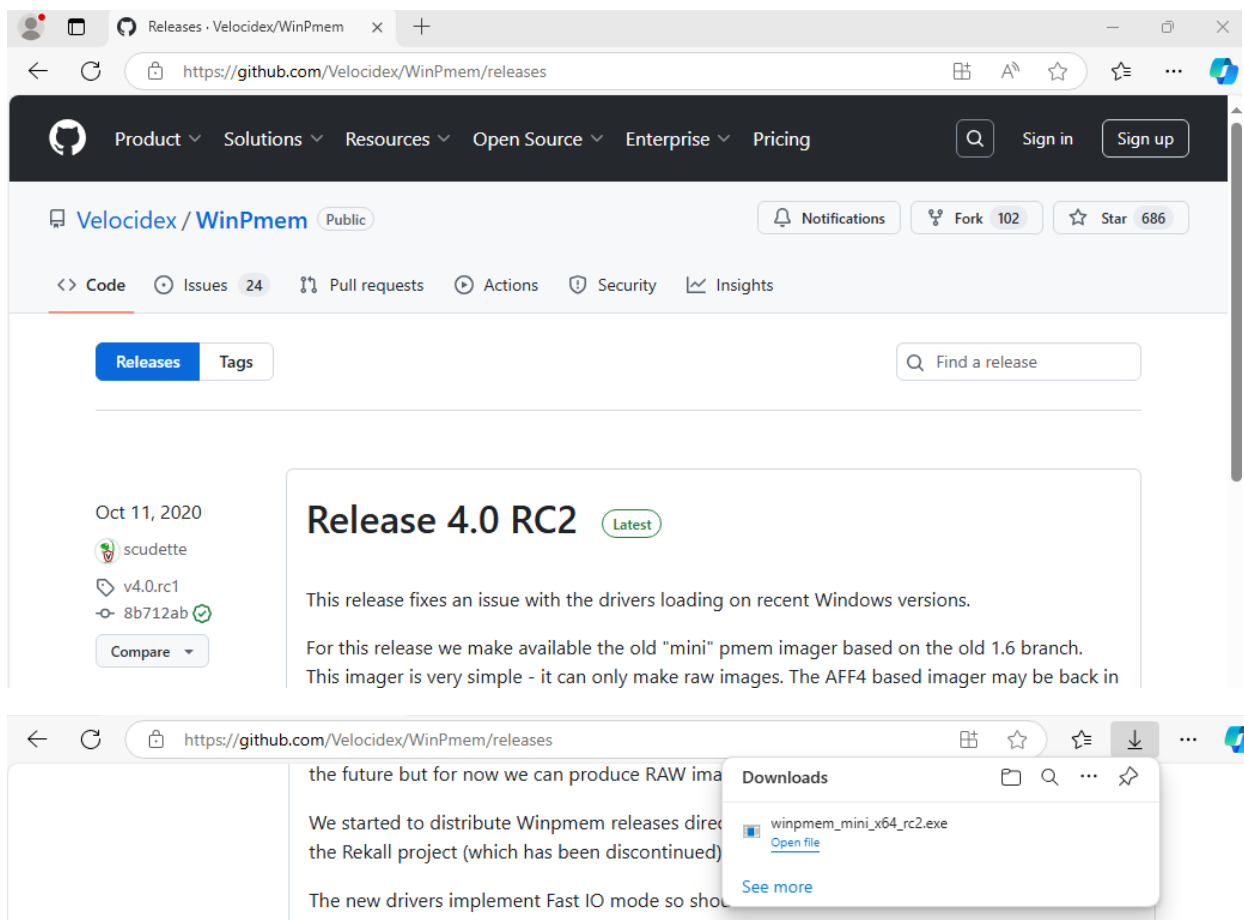 Releases · Velocidex/WinPmem
https://github.com/Velocidex/WinPmem/releases
Product Solutions Resources Open Source Enterprise Pricing Sign in Sign up
Velocidex / WinPmem Public Notifications Fork 102 Star 686
<> Code Issues 24 Pull requests Actions Security Insights
Releases Tags Find a release
Oct 11, 2020
scudette
v4.0.rc1
8b712ab
Compare
Release 4.0 RC2 Latest
This release fixes an issue with the drivers loading on recent Windows versions.
For this release we make available the old "mini" pmem imager based on the old 1.6 branch.
This imager is very simple - it can only make raw images. The AFF4 based imager may be back in
https://github.com/Velocidex/WinPmem/releases
the future but for now we can produce RAW ima
We started to distribute Winpmem releases direc
the Rekall project (which has been discontinued)
The new drivers implement Fast IO mode so shou
Downloads
winpmem_mini_x64_rc2.exe
Open file
See more